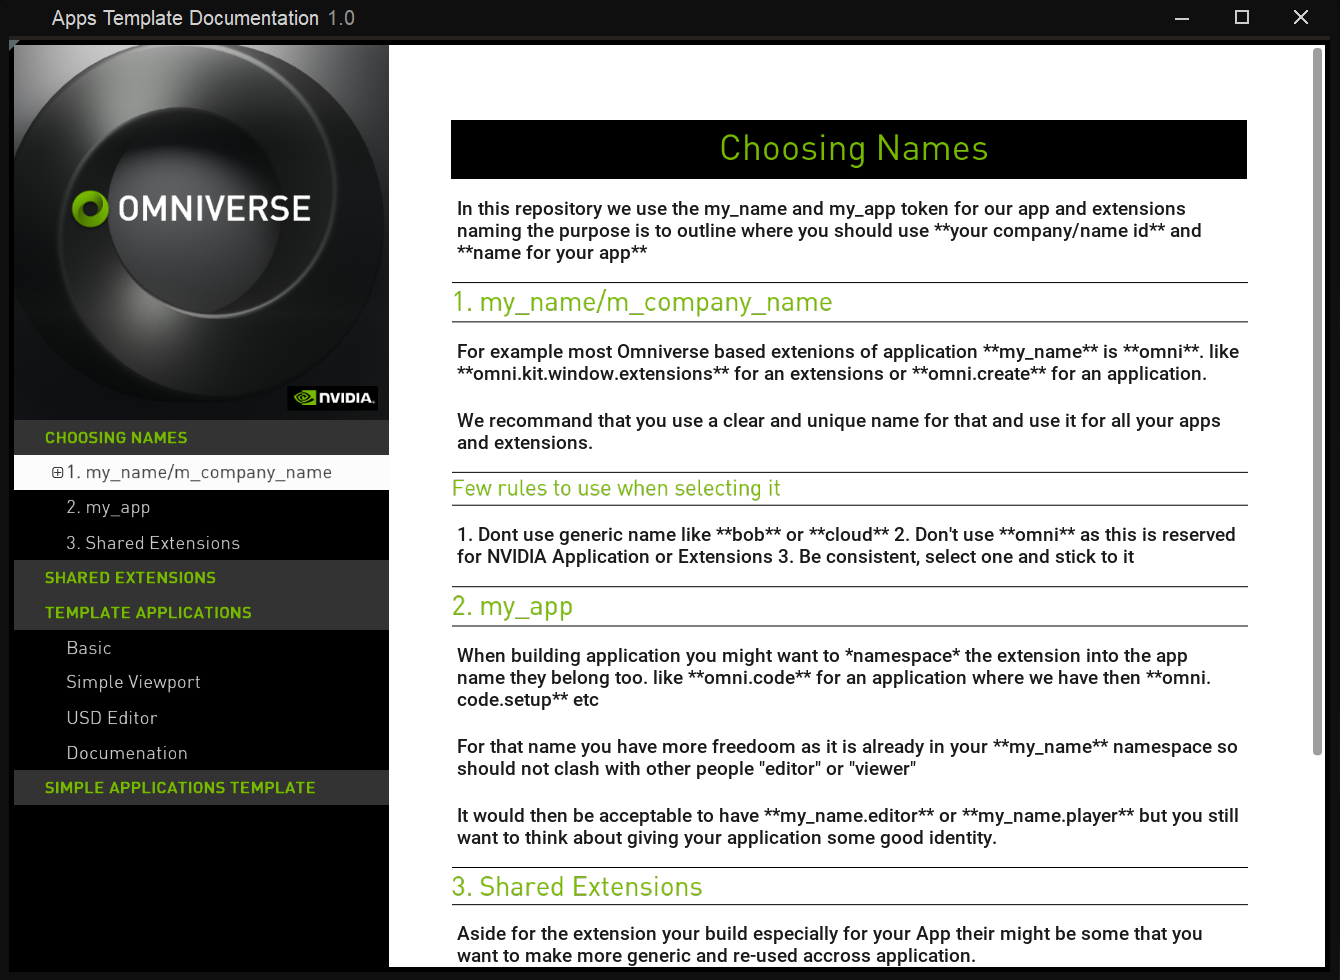 Apps Template Documentation 1.0
OMNIVERSE
NVIDIA.
CHOOSING NAMES
1. my_name/m_company_name
2. my_app
3. Shared Extensions
SHARED EXTENSIONS
TEMPLATE APPLICATIONS
Basic
Simple Viewport
USD Editor
Documenation
SIMPLE APPLICATIONS TEMPLATE
Choosing Names
In this repository we use the my_name and my_app token for our app and extensions
naming the purpose is to outline where you should use **your company/name id** and
**name for your app**
1. my_name/m_company_name
For example most Omniverse based extenions of application **my_name** is **omni**. like
**omni.kit.window.extensions** for an extensions or **omni.create** for an application.
We recommand that you use a clear and unique name for that and use it for all your apps
and extensions.
Few rules to use when selecting it
1. Dont use generic name like **bob** or **cloud** 2. Don't use **omni** as this is reserved
for NVIDIA Application or Extensions 3. Be consistent, select one and stick to it
2. my_app
When building application you might want to *namespace* the extension into the app
name they belong too. like **omni.code** for an application where we have then **omni.
code.setup** etc
For that name you have more freedoom as it is already in your **my_name** namespace so
should not clash with other people "editor" or "viewer"
It would then be acceptable to have **my_name.editor** or **my_name.player** but you still
want to think about giving your application some good identity.
3. Shared Extensions
Aside for the extension your build especially for your App their might be some that you
want to make more generic and re-used accross application.